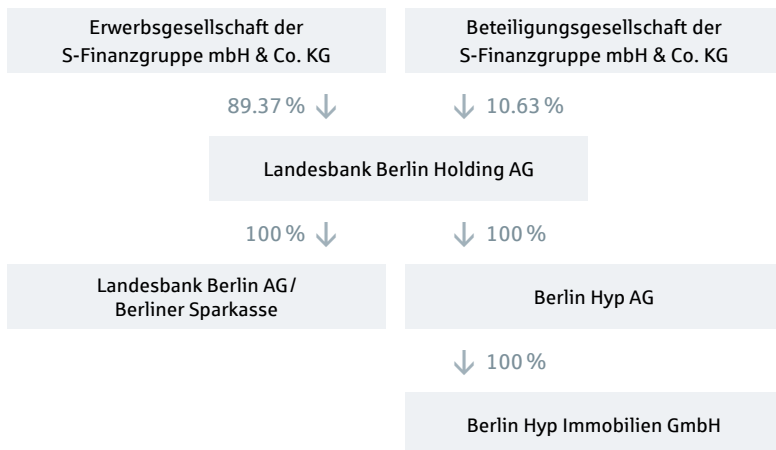 Erwerbsgesellschaft der
S-Finanzgruppe mbH & Co. KG
Beteiligungsgesellschaft der
S-Finanzgruppe mbH & Co. KG
89.37 %
10.63 %
Landesbank Berlin Holding AG
100 %
100 %
Landesbank Berlin AG/
Berliner Sparkasse
Berlin Hyp AG
100 %
Berlin Hyp Immobilien GmbH